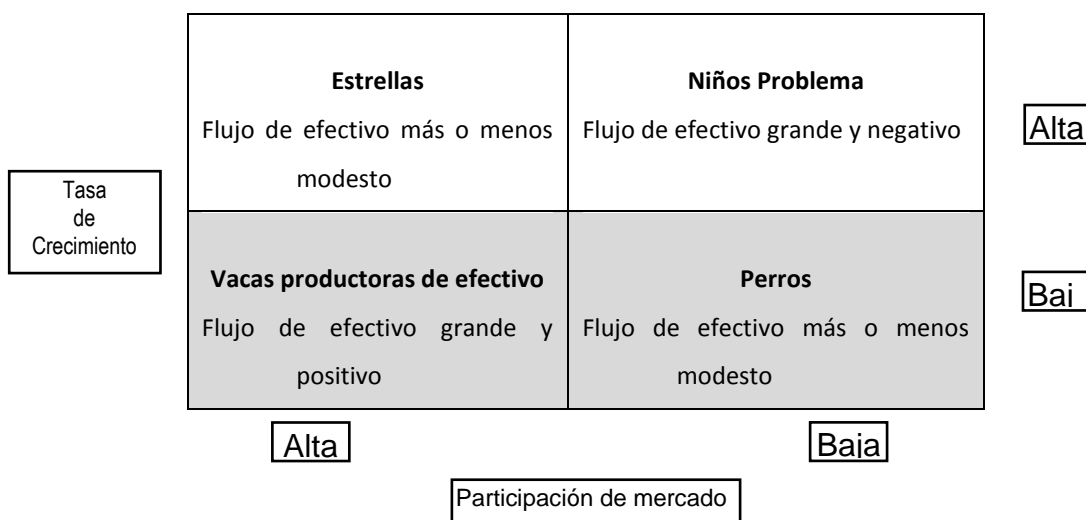 Estrellas
Flujo de efectivo más o menos
modesto
Niños Problema
Flujo de efectivo grande y negativo
Alta
Tasa
de
Crecimiento
Vacas productoras de efectivo
Flujo de efectivo grande y
positivo
Perros
Flujo de efectivo más o menos
modesto
Bai
Alta
Baja
Participación de mercado